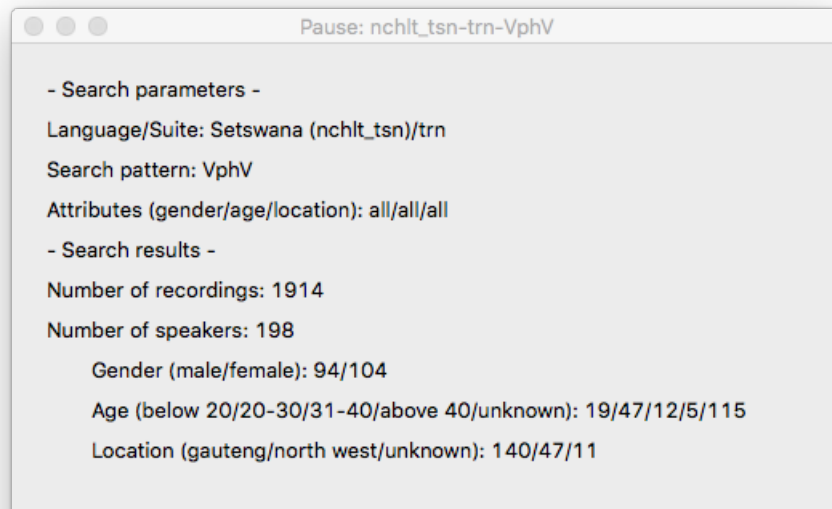 Pause: nchlt_tsn-trn-VphV
- Search parameters -
Language/Suite: Setswana (nchlt_tsn)/trn
Search pattern: VphV
Attributes (gender/age/location): all/all/all
- Search results -
Number of recordings: 1914
Number of speakers: 198
Gender (male/female): 94/104
Age (below 20/20-30/31-40/above 40/unknown): 19/47/12/5/115
Location (gauteng/north west/unknown): 140/47/11